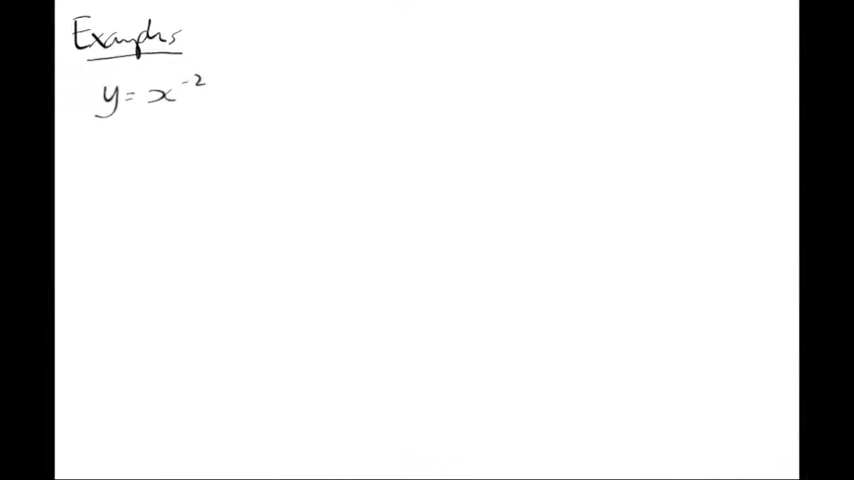 Examples
y = x⁻²